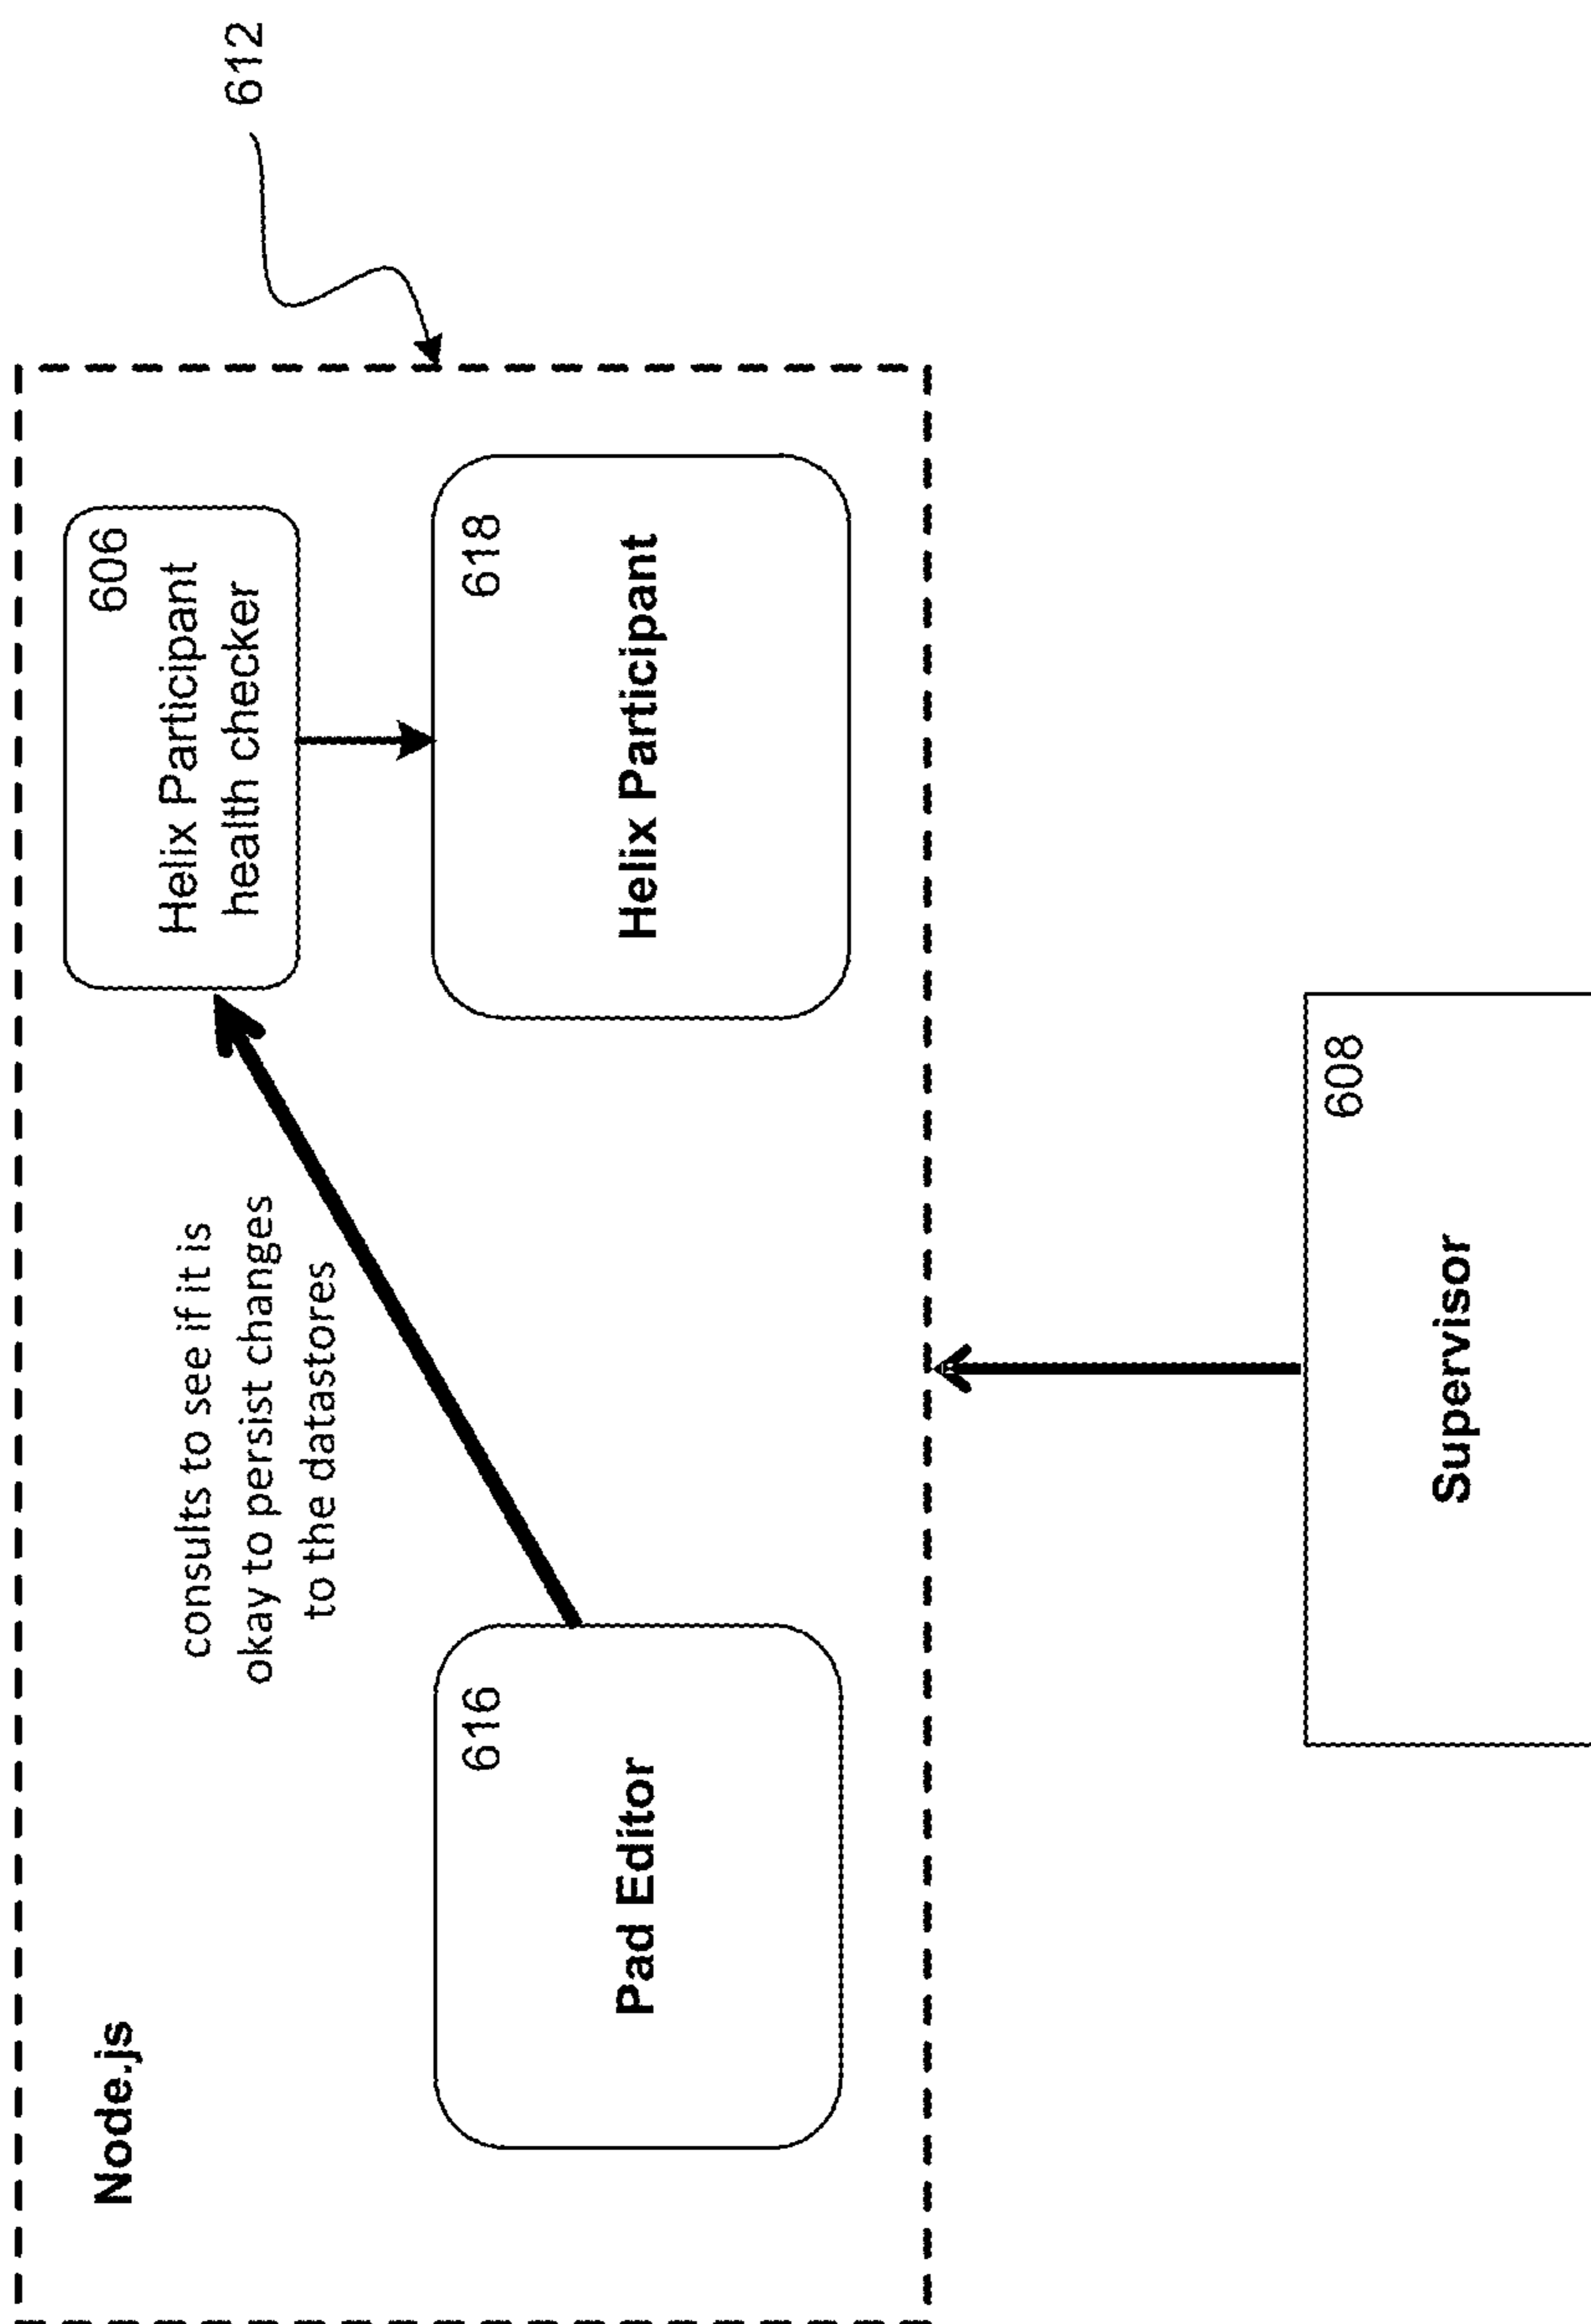 Node.js
consults to see if it is
okay to persist changes
to the datastores
606
Helix Participant
health checker
612
616
Pad Editor
618
Helix Participant
608
Supervisor